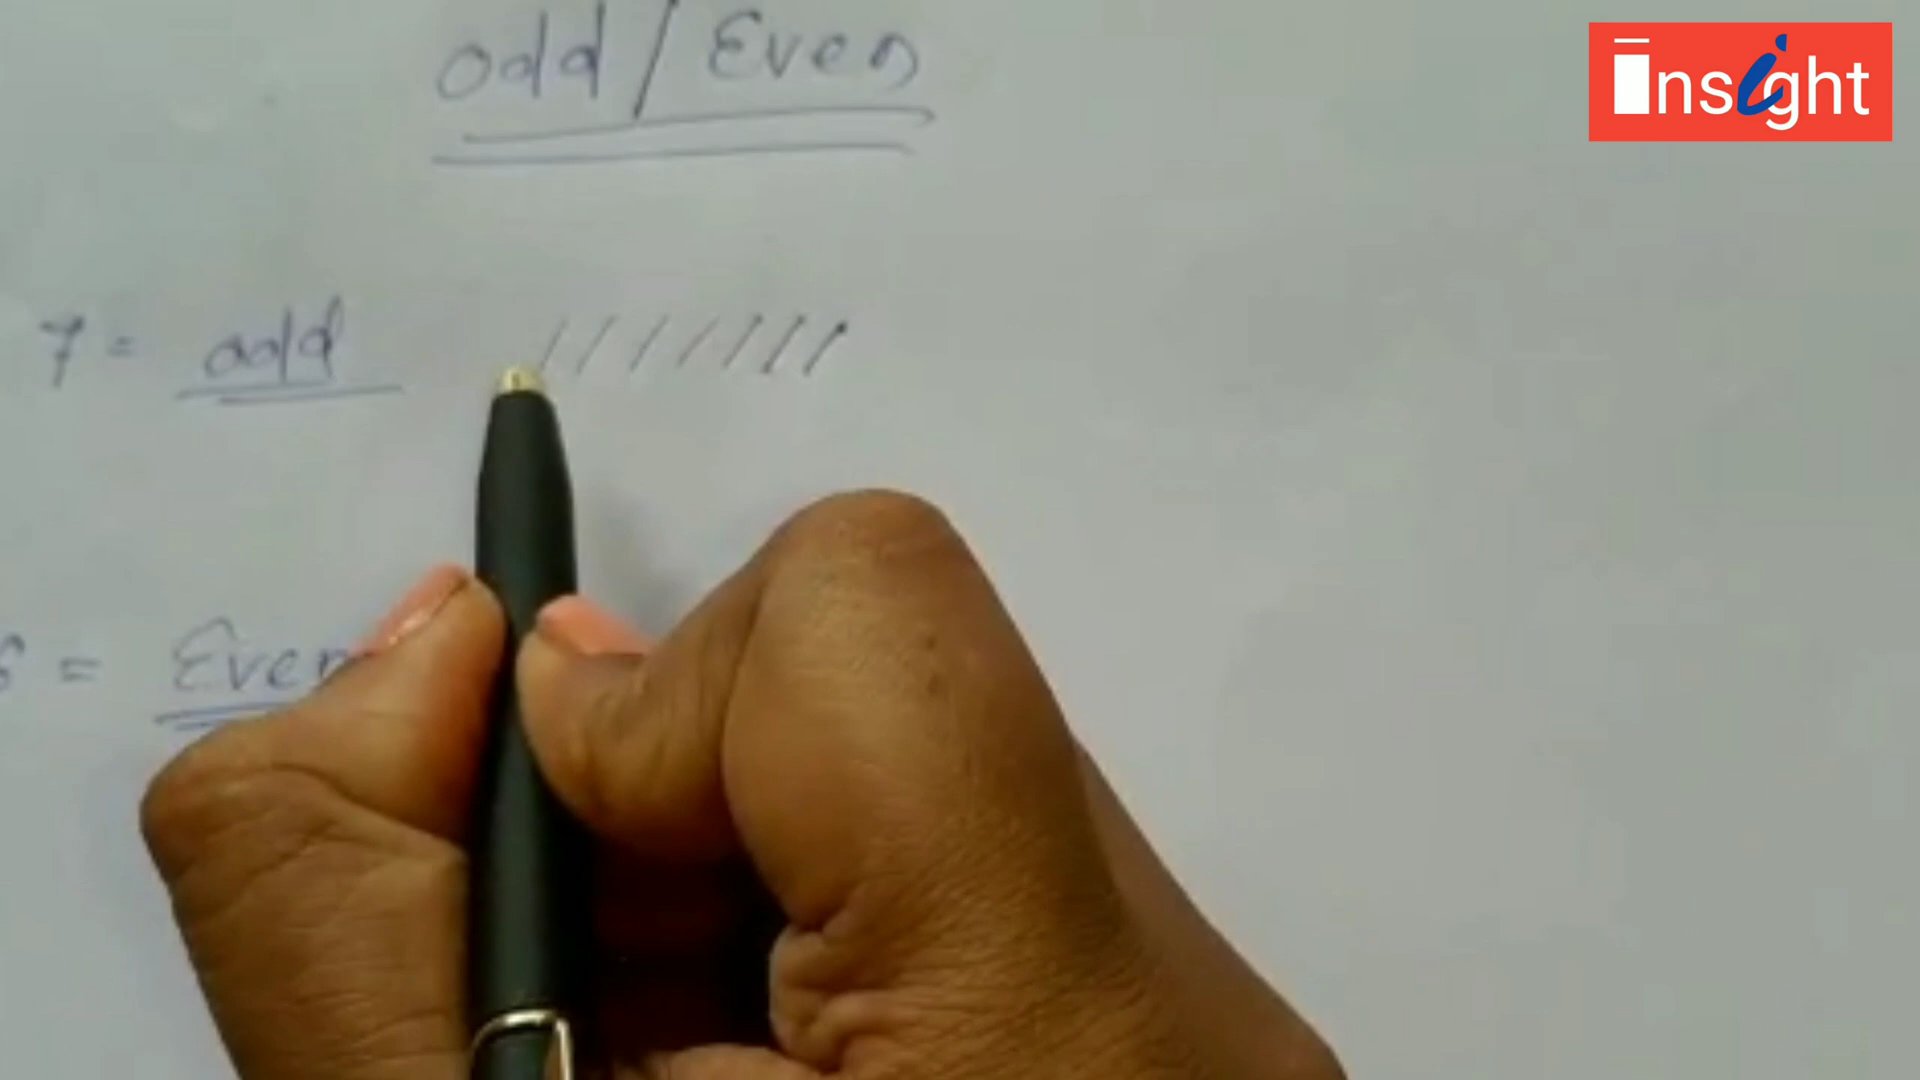 Insight
odd / Even
7 = odd ///////
6 = Even